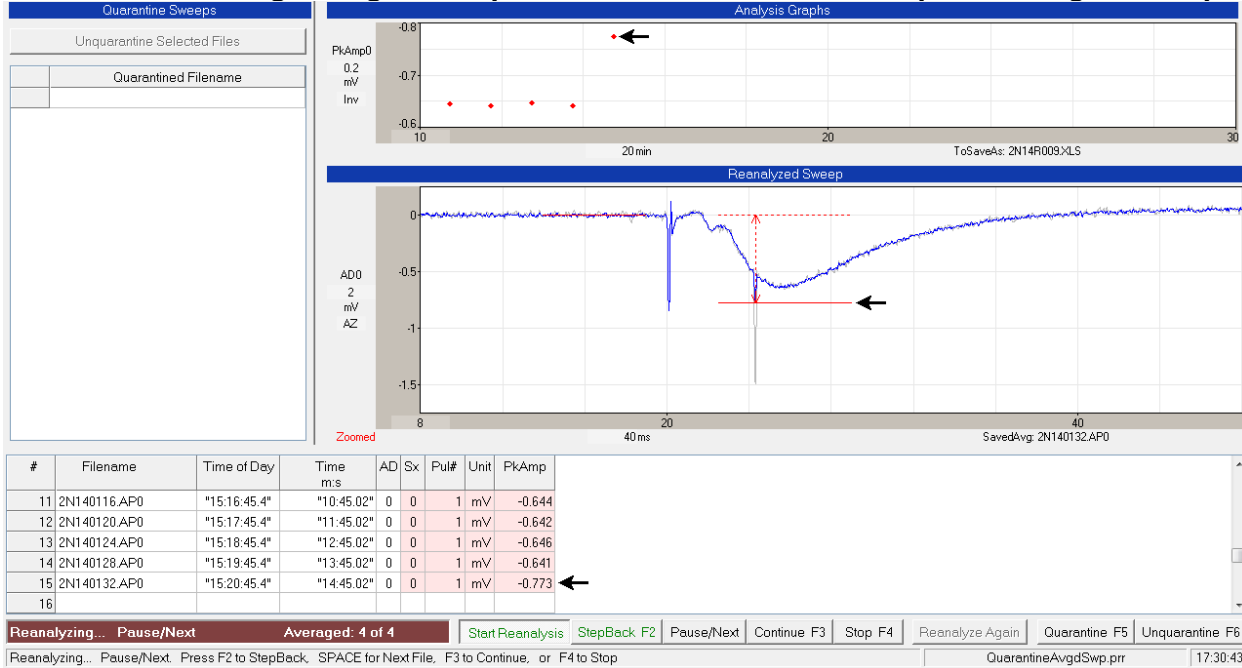 Quarantine Sweeps
Analysis Graphs
Unquarantine Selected Files
Quarantined Filename
PkAmp0
0.2
mV
Inv
-0.8
-0.7
-0.6
10
20
30
20 min
ToSaveAs: 2N14R009.XLS
Reanalyzed Sweep
AD0
2
mV
AZ
0
-0.5
-1
-1.5
8
20
40
Zoomed
40 ms
SavedAvg: 2N140132.AP0
# Filename Time of Day Time m:s AD Sx Pul# Unit PkAmp
11 2N140116.AP0 "15:16:45.4" "10:45.02" 0 0 1 mV -0.644
12 2N140120.AP0 "15:17:45.4" "11:45.02" 0 0 1 mV -0.642
13 2N140124.AP0 "15:18:45.4" "12:45.02" 0 0 1 mV -0.646
14 2N140128.AP0 "15:19:45.4" "13:45.02" 0 0 1 mV -0.641
15 2N140132.AP0 "15:20:45.4" "14:45.02" 0 0 1 mV -0.773
16
Reanalyzing... Pause/Next Averaged: 4 of 4 Start Reanalysis StepBack F2 Pause/Next Continue F3 Stop F4 Reanalyze Again Quarantine F5 Unquarantine F6
Reanalyzing... Pause/Next. Press F2 to StepBack, SPACE for Next File, F3 to Continue, or F4 to Stop QuarantineAvgdSwp.prr 17:30:43